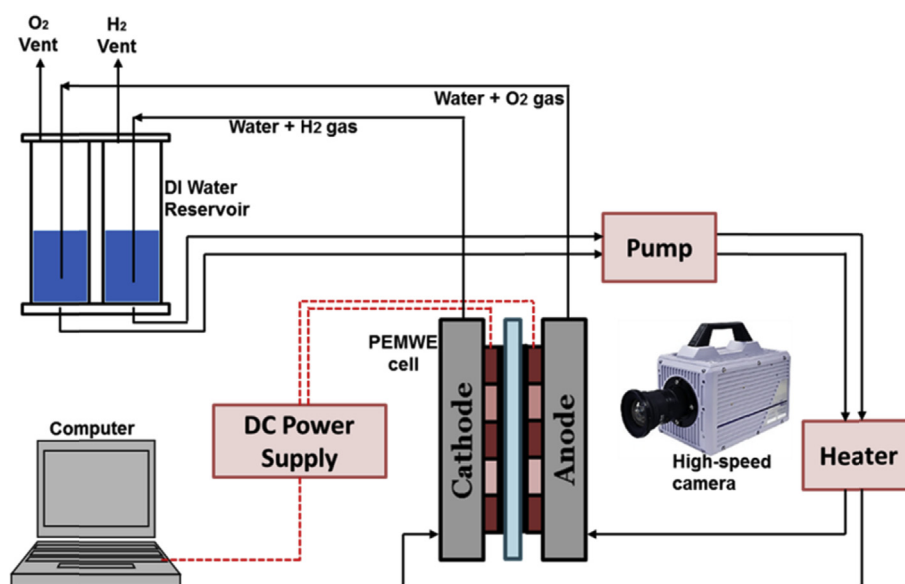 O2
Vent
H2
Vent
Water + O2 gas
Water + H2 gas
DI Water
Reservoir
Pump
PEMWE
cell
Cathode
Anode
DC Power
Supply
Computer
High-speed
camera
Heater